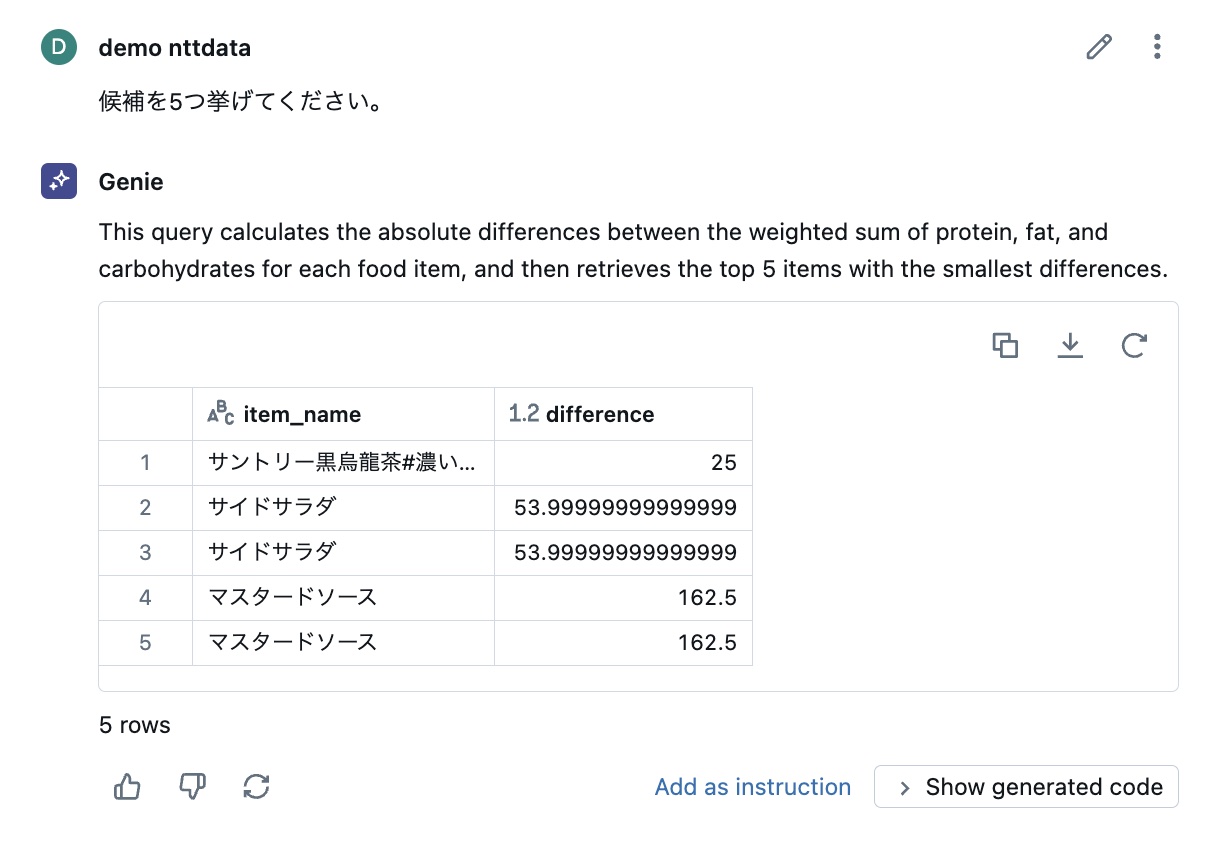 D demo nttdata
候補を5つ挙げてください。
Genie
This query calculates the absolute differences between the weighted sum of protein, fat, and
carbohydrates for each food item, and then retrieves the top 5 items with the smallest differences.
ABC item_name 1.2 difference
1 サントリー黒烏龍茶#濃い... 25
2 サイドサラダ 53.99999999999999
3 サイドサラダ 53.99999999999999
4 マスタードソース 162.5
5 マスタードソース 162.5
5 rows
Add as instruction > Show generated code